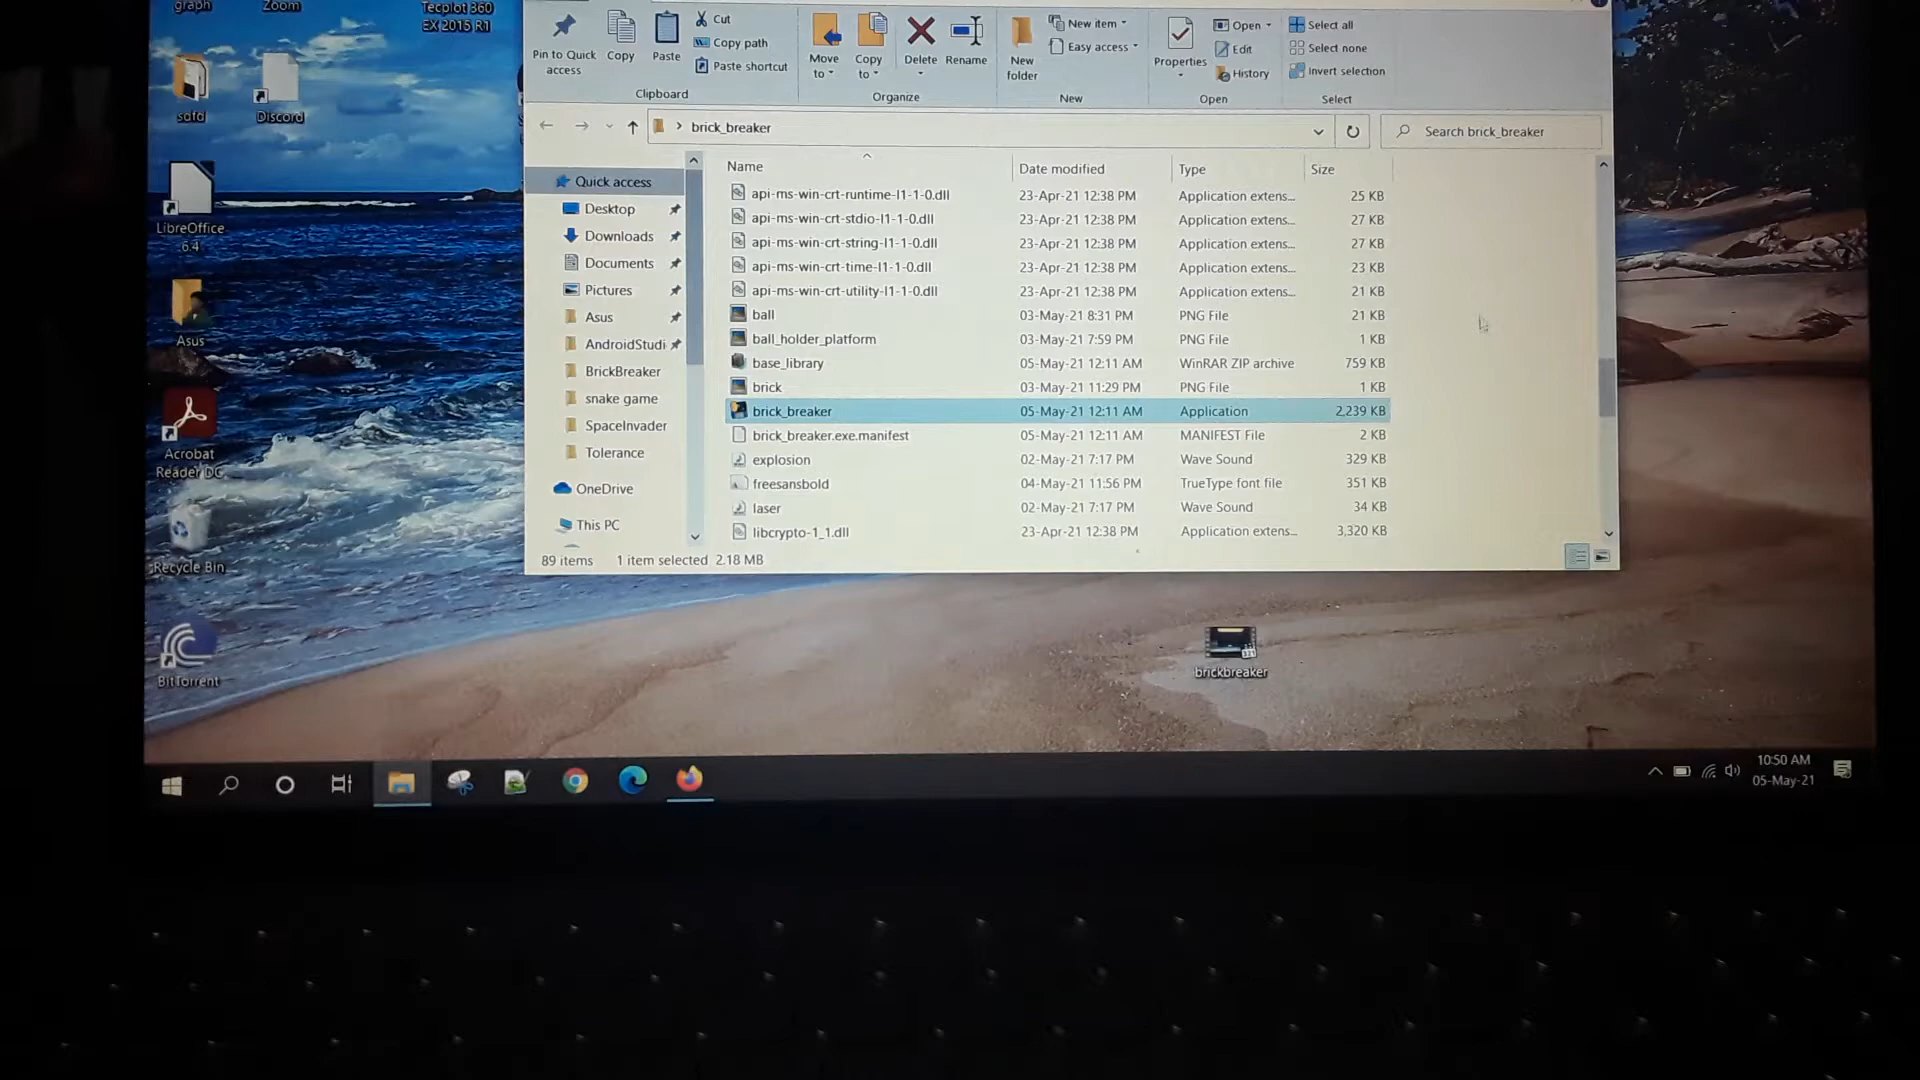 graph
Zoom
Tecplot 360
EX 2015 R1
sotd
Discord
LibreOffice
6.4
Asus
Acrobat
Reader DC
Recycle Bin
BitTorrent
Pin to Quick
access
Copy
Paste
Cut
Copy path
Paste shortcut
Clipboard
Move
to
Copy
to
Delete
Rename
Organize
New
folder
New item
Easy access
New
Properties
Open
Edit
History
Open
Select all
Select none
Invert selection
Select
brick_breaker
Search brick_breaker
Quick access
Desktop
Downloads
Documents
Pictures
Asus
AndroidStudi
BrickBreaker
snake game
SpaceInvader
Tolerance
OneDrive
This PC
Name Date modified Type Size
api-ms-win-crt-runtime-l1-1-0.dll 23-Apr-21 12:38 PM Application extens... 25 KB
api-ms-win-crt-stdio-l1-1-0.dll 23-Apr-21 12:38 PM Application extens... 27 KB
api-ms-win-crt-string-l1-1-0.dll 23-Apr-21 12:38 PM Application extens... 27 KB
api-ms-win-crt-time-l1-1-0.dll 23-Apr-21 12:38 PM Application extens... 23 KB
api-ms-win-crt-utility-l1-1-0.dll 23-Apr-21 12:38 PM Application extens... 21 KB
ball 03-May-21 8:31 PM PNG File 21 KB
ball_holder_platform 03-May-21 7:59 PM PNG File 1 KB
base_library 05-May-21 12:11 AM WinRAR ZIP archive 759 KB
brick 03-May-21 11:29 PM PNG File 1 KB
brick_breaker 05-May-21 12:11 AM Application 2,239 KB
brick_breaker.exe.manifest 05-May-21 12:11 AM MANIFEST File 2 KB
explosion 02-May-21 7:17 PM Wave Sound 329 KB
freesansbold 04-May-21 11:56 PM TrueType font file 351 KB
laser 02-May-21 7:17 PM Wave Sound 34 KB
libcrypto-1_1.dll 23-Apr-21 12:38 PM Application extens... 3,320 KB
89 items 1 item selected 2.18 MB
brickbreaker
10:50 AM
05-May-21